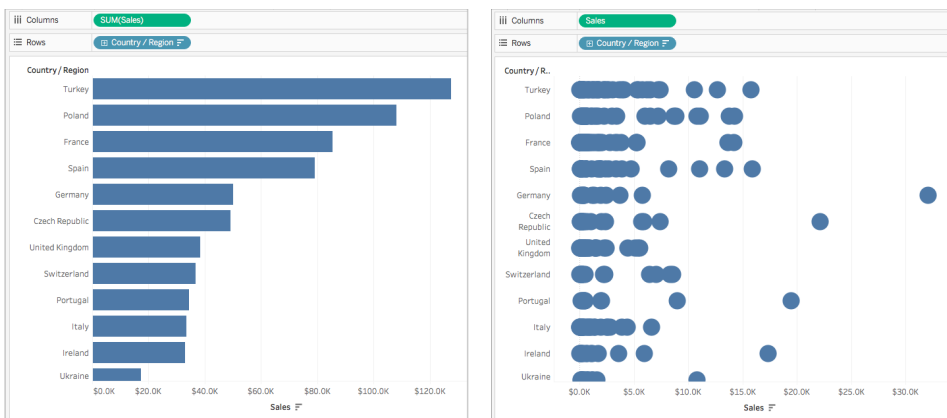 Columns
SUM(Sales)
Rows
Country / Region
Country / Region
Turkey
Poland
France
Spain
Germany
Czech Republic
United Kingdom
Switzerland
Portugal
Italy
Ireland
Ukraine
$0.0K $20.0K $40.0K $60.0K $80.0K $100.0K $120.0K
Sales
Columns
Sales
Rows
Country / Region
Country / R..
Turkey
Poland
France
Spain
Germany
Czech
Republic
United
Kingdom
Switzerland
Portugal
Italy
Ireland
Ukraine
$0.0K $5.0K $10.0K $15.0K $20.0K $25.0K $30.0K
Sales